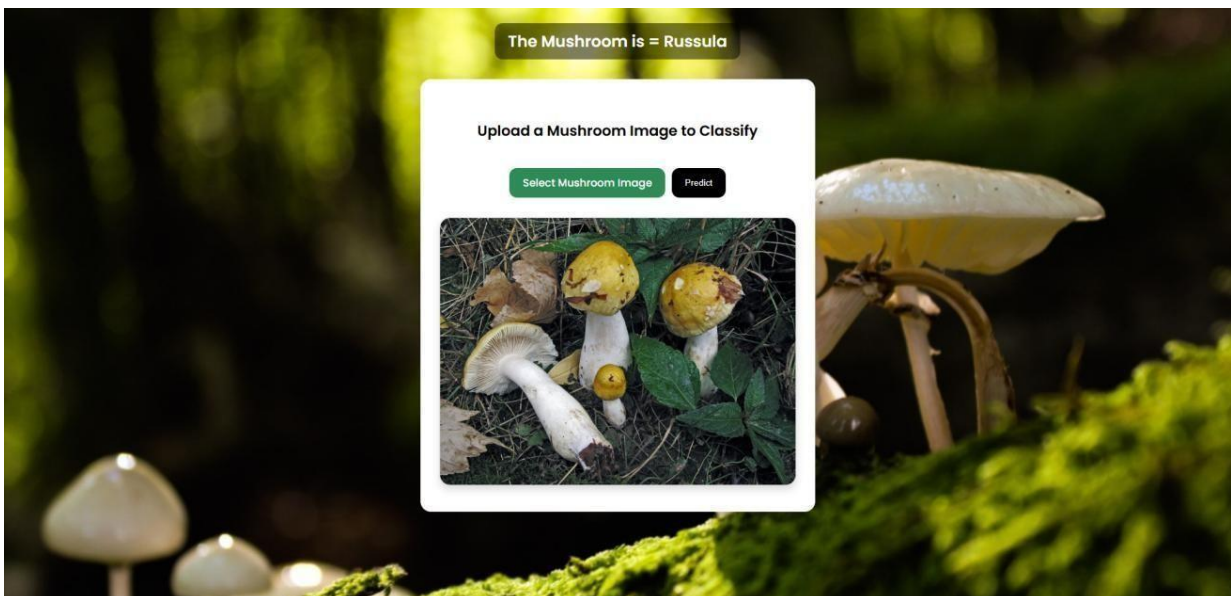 The Mushroom is = Russula
Upload a Mushroom Image to Classify
Select Mushroom Image Predict